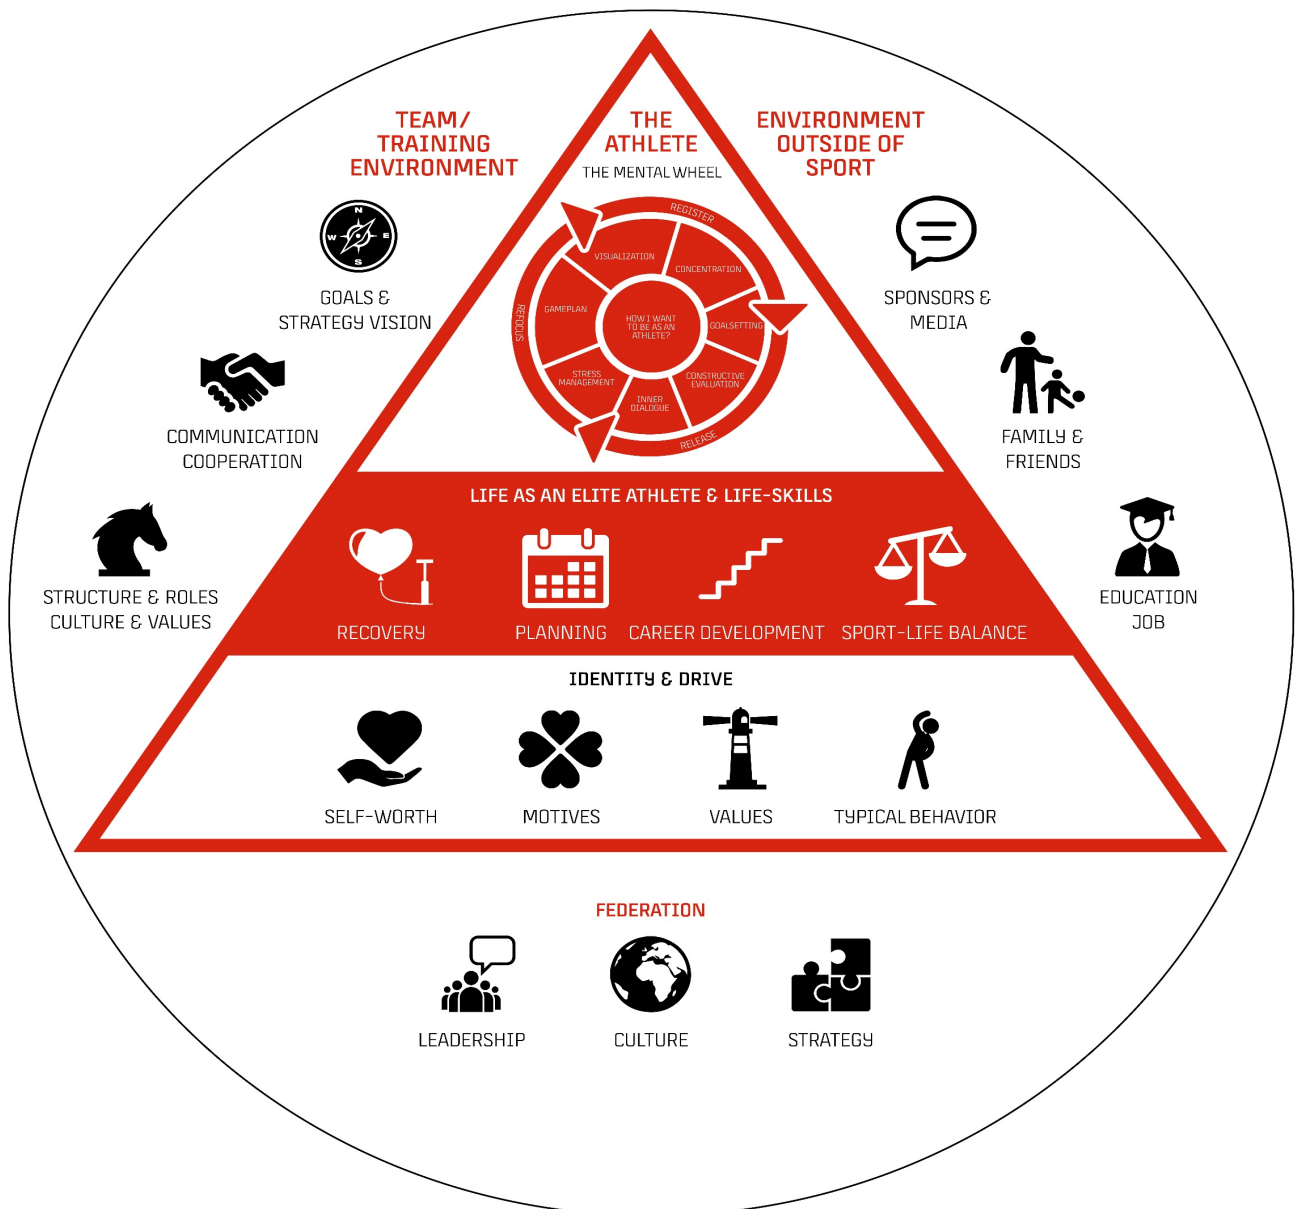 TEAM/
TRAINING
ENVIRONMENT
THE
ATHLETE
THE MENTAL WHEEL
ENVIRONMENT
OUTSIDE OF
SPORT
N
W
E
S
GOALS &
STRATEGY VISION
COMMUNICATION
COOPERATION
STRUCTURE & ROLES
CULTURE & VALUES
REGISTER
RELEASE
REFOCUS
VISUALIZATION
CONCENTRATION
GOALSETTING
CONSTRUCTIVE
EVALUATION
INNER
DIALOGUE
STRESS
MANAGEMENT
GAMEPLAN
HOW I WANT
TO BE AS AN
ATHLETE?
SPONSORS &
MEDIA
FAMILY &
FRIENDS
EDUCATION
JOB
LIFE AS AN ELITE ATHLETE & LIFE-SKILLS
RECOVERY
PLANNING
CAREER DEVELOPMENT
SPORT-LIFE BALANCE
IDENTITY & DRIVE
SELF-WORTH
MOTIVES
VALUES
TYPICAL BEHAVIOR
FEDERATION
LEADERSHIP
CULTURE
STRATEGY